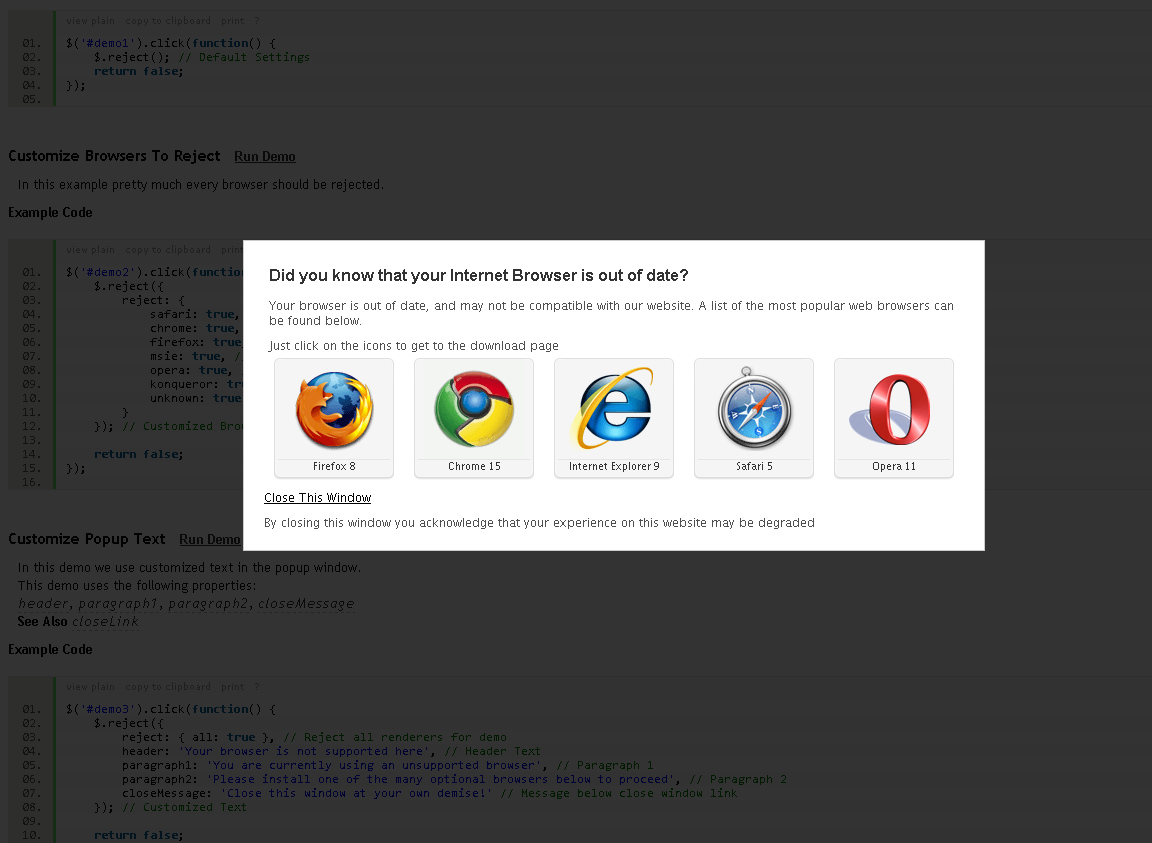 view plain copy to clipboard print ?
01. $('#demo1').click(function() {
02. $.reject(); // Default Settings
03. return false;
04. });
05.
Customize Browsers To Reject Run Demo
In this example pretty much every browser should be rejected.
Example Code
view plain copy to clipboard print
01. $('#demo2').click(function
02. $.reject({
03. reject: {
04. safari: true,
05. chrome: true,
06. firefox: true
07. msie: true, /
08. opera: true,
09. konqueror: tr
10. unknown: true
11. }
12. }); // Customized Bro
13.
14. return false;
15. });
16.
Did you know that your Internet Browser is out of date?
Your browser is out of date, and may not be compatible with our website. A list of the most popular web browsers can
be found below.
Just click on the icons to get to the download page
Firefox 8 Chrome 15 Internet Explorer 9 Safari 5 Opera 11
Close This Window
By closing this window you acknowledge that your experience on this website may be degraded
Customize Popup Text Run Demo
In this demo we use customized text in the popup window.
This demo uses the following properties:
header, paragraph1, paragraph2, closeMessage
See Also closeLink
Example Code
view plain copy to clipboard print ?
01. $('#demo3').click(function() {
02. $.reject({
03. reject: { all: true }, // Reject all renderers for demo
04. header: 'Your browser is not supported here', // Header Text
05. paragraph1: 'You are currently using an unsupported browser', // Paragraph 1
06. paragraph2: 'Please install one of the many optional browsers below to proceed', // Paragraph 2
07. closeMessage: 'Close this window at your own demise!' // Message below close window link
08. }); // Customized Text
09.
10. return false;